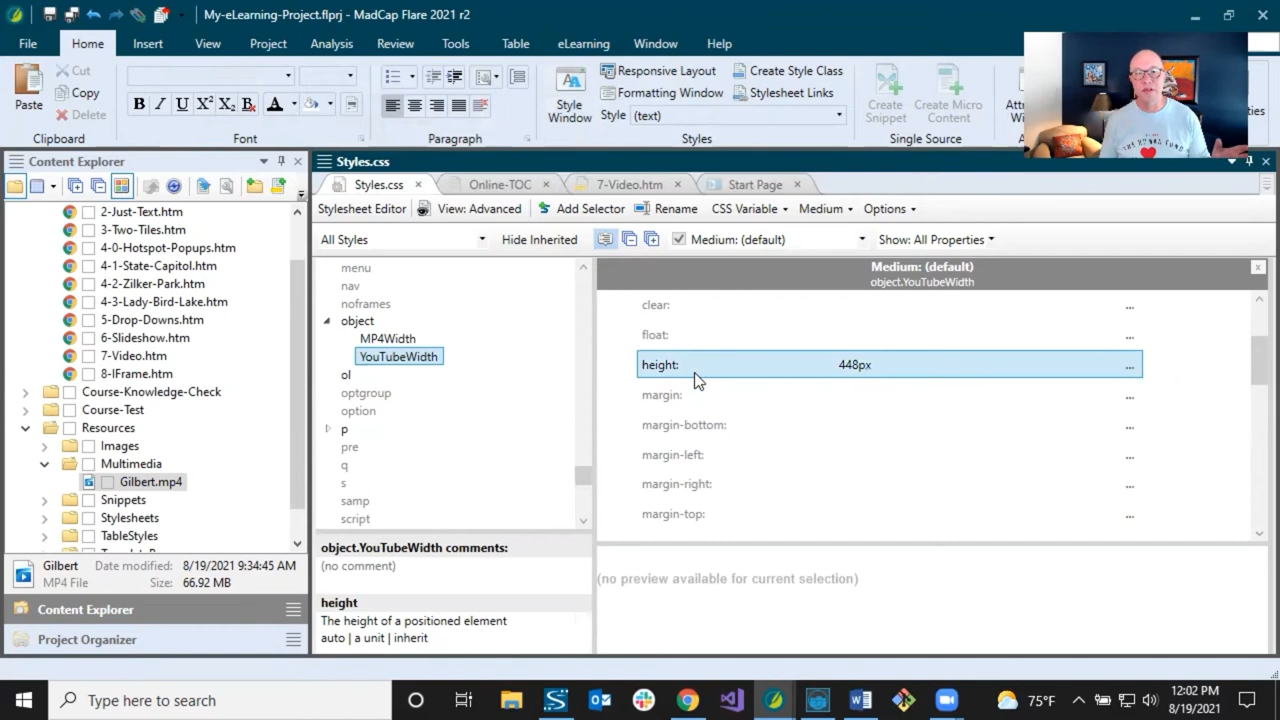 My-eLearning-Project.flprj - MadCap Flare 2021 r2
File Home Insert View Project Analysis Review Tools Table eLearning Window Help
Paste
Cut
Copy
Delete
Clipboard
B I U X² X₂ B A
Font
Paragraph
Style Window
Responsive Layout
Formatting Window
Style (text)
Create Style Class
Stylesheet Links
Styles
Create Snippet
Create Micro Content
Single Source
Content Explorer
2-Just-Text.htm
3-Two-Tiles.htm
4-0-Hotspot-Popups.htm
4-1-State-Capitol.htm
4-2-Zilker-Park.htm
4-3-Lady-Bird-Lake.htm
5-Drop-Downs.htm
6-Slideshow.htm
7-Video.htm
8-IFrame.htm
Course-Knowledge-Check
Course-Test
Resources
Images
Multimedia
Gilbert.mp4
Snippets
Stylesheets
TableStyles
Gilbert Date modified: 8/19/2021 9:34:45 AM
MP4 File Size: 66.92 MB
Content Explorer
Project Organizer
Styles.css
Styles.css Online-TOC 7-Video.htm Start Page
Stylesheet Editor View: Advanced Add Selector Rename CSS Variable Medium Options
All Styles Hide Inherited Medium: (default) Show: All Properties
menu
nav
noframes
object
MP4Width
YouTubeWidth
ol
optgroup
option
p
pre
q
s
samp
script
object.YouTubeWidth comments:
(no comment)
height
The height of a positioned element
auto | a unit | inherit
Medium: (default)
object.YouTubeWidth
clear: ...
float: ...
height: 448px ...
margin: ...
margin-bottom: ...
margin-left: ...
margin-right: ...
margin-top: ...
(no preview available for current selection)
Type here to search
75°F
12:02 PM
8/19/2021